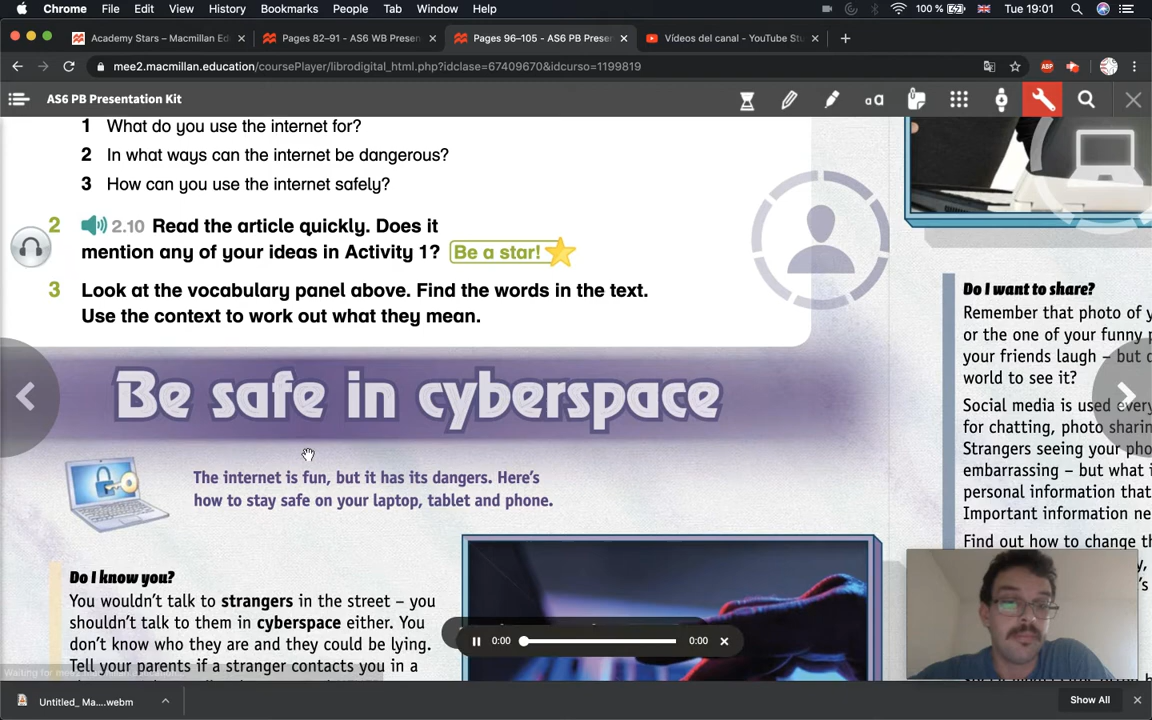 Chrome File Edit View History Bookmarks People Tab Window Help 100 % Tue 19:01
Academy Stars – Macmillan Ed
Pages 82–91 - AS6 WB Presen
Pages 96–105 - AS6 PB Presen
Vídeos del canal - YouTube Stu
mee2.macmillan.education/coursePlayer/librodigital_html.php?idclase=67409670&idcurso=1199819
ABP
AS6 PB Presentation Kit
aa
1 What do you use the internet for?
2 In what ways can the internet be dangerous?
3 How can you use the internet safely?
2 2.10 Read the article quickly. Does it
mention any of your ideas in Activity 1? Be a star!
3 Look at the vocabulary panel above. Find the words in the text.
Use the context to work out what they mean.
Be safe in cyberspace
The internet is fun, but it has its dangers. Here's
how to stay safe on your laptop, tablet and phone.
Do I know you?
You wouldn't talk to strangers in the street – you
shouldn't talk to them in cyberspace either. You
don't know who they are and they could be lying.
Tell your parents if a stranger contacts you in a
Do I want to share?
Remember that photo of y
or the one of your funny p
your friends laugh – but d
world to see it?
Social media is used every
for chatting, photo sharin
Strangers seeing your pho
embarrassing – but what i
personal information that
Important information ne
Find out how to change th
0:00 0:00
Untitled_ Ma....webm
Show All